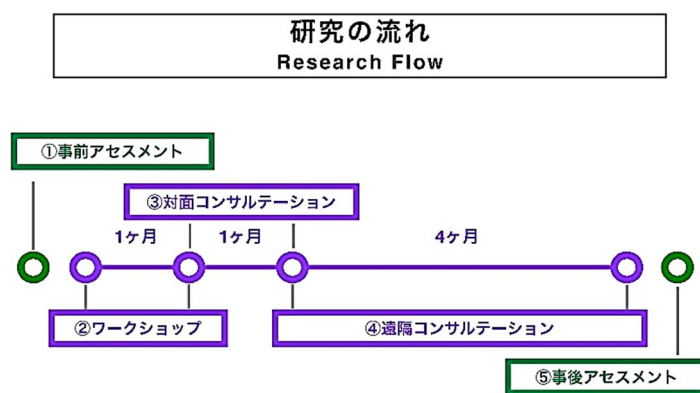 研究の流れ
Research Flow
①事前アセスメント
③対面コンサルテーション
1ヶ月
1ヶ月
4ヶ月
②ワークショップ
④遠隔コンサルテーション
⑤事後アセスメント